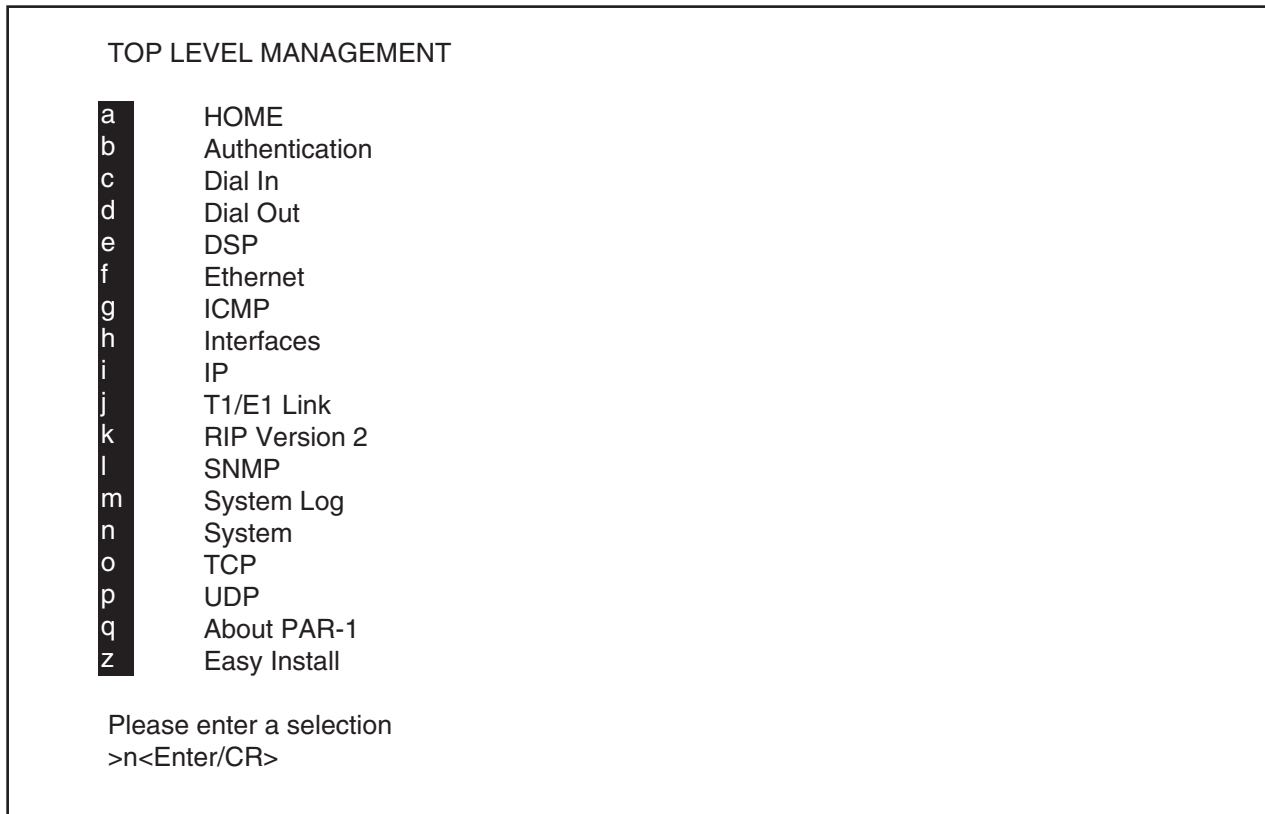 TOP LEVEL MANAGEMENT
a HOME
b Authentication
c Dial In
d Dial Out
e DSP
f Ethernet
g ICMP
h Interfaces
i IP
j T1/E1 Link
k RIP Version 2
l SNMP
m System Log
n System
o TCP
p UDP
q About PAR-1
z Easy Install
Please enter a selection
>n<Enter/CR>